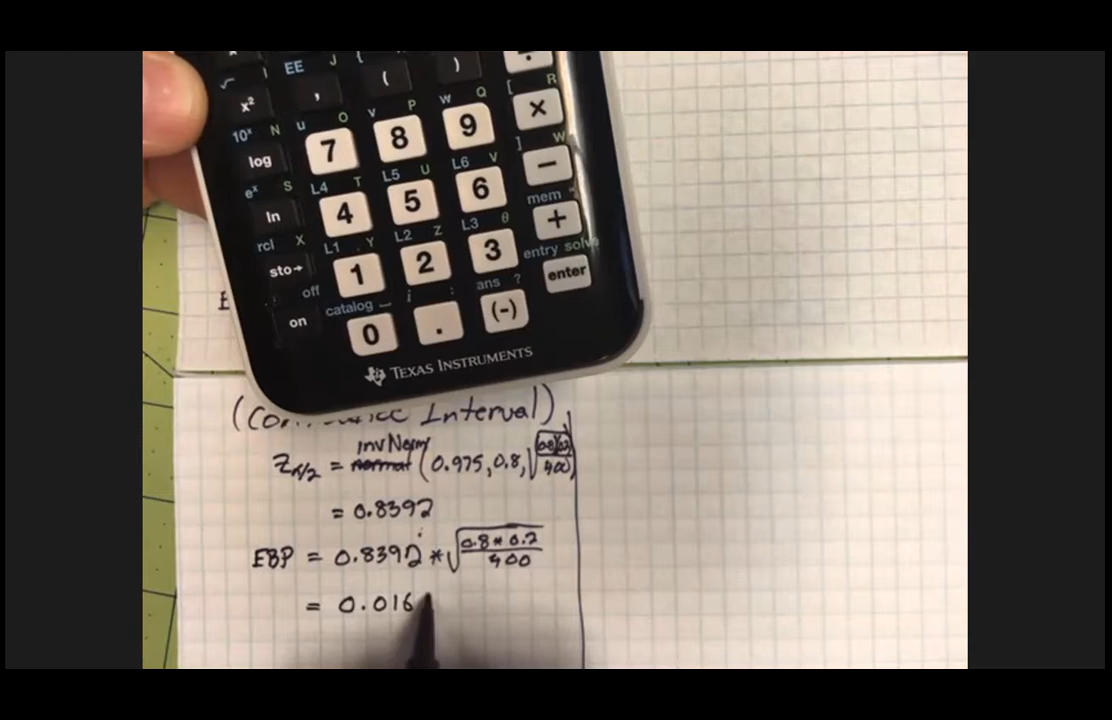 √ I EE J { 
x² , ( ) ÷
10ˣ N u O v P w Q [ R
log 7 8 9 ×
eˣ S L4 T L5 U L6 V ] W
ln 4 5 6 −
rcl X L1 Y L2 Z L3 θ mem "
sto→ 1 2 3 +
off catalog _ i : ans ? entry solve
on 0 . (-) enter
TEXAS INSTRUMENTS
Interval)
invNorm
Zα/2 = normal (0.975, 0.8, √(0.8)(0.2)/400)
= 0.8392
EBP = 0.8392 * √0.8 * 0.2/400
= 0.016